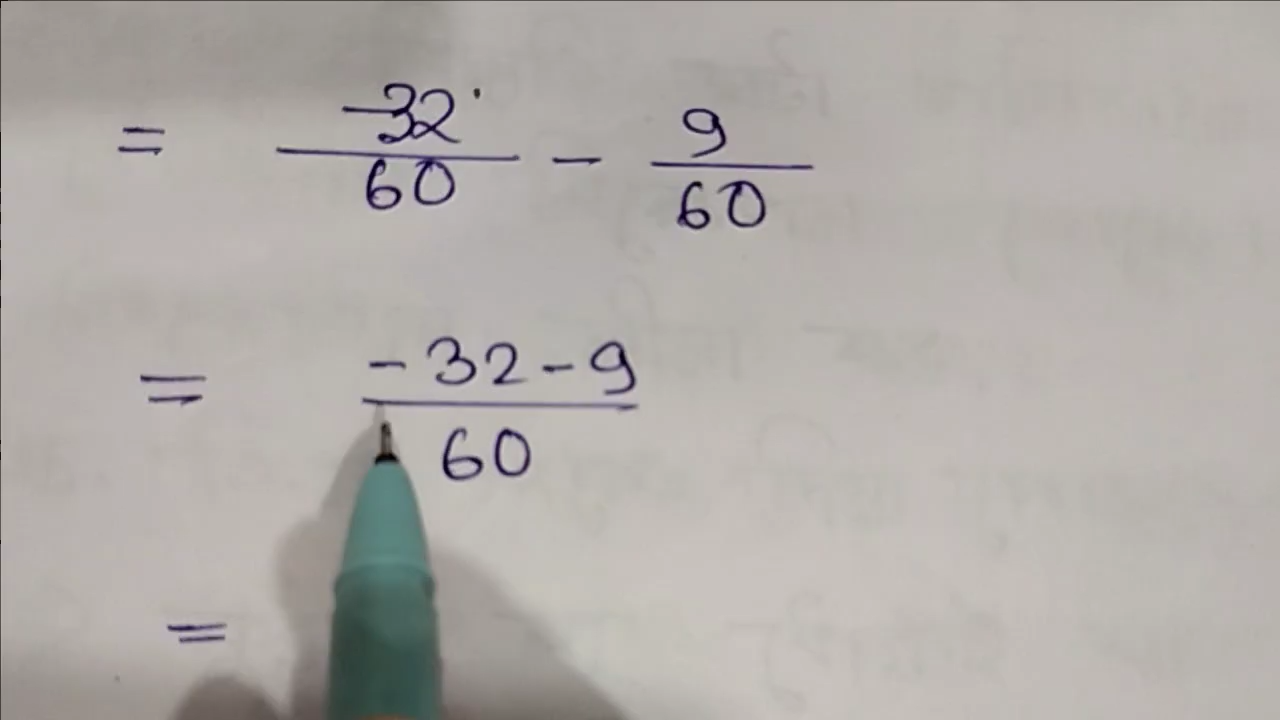 = -32/60 - 9/60
= -32-9/60
=